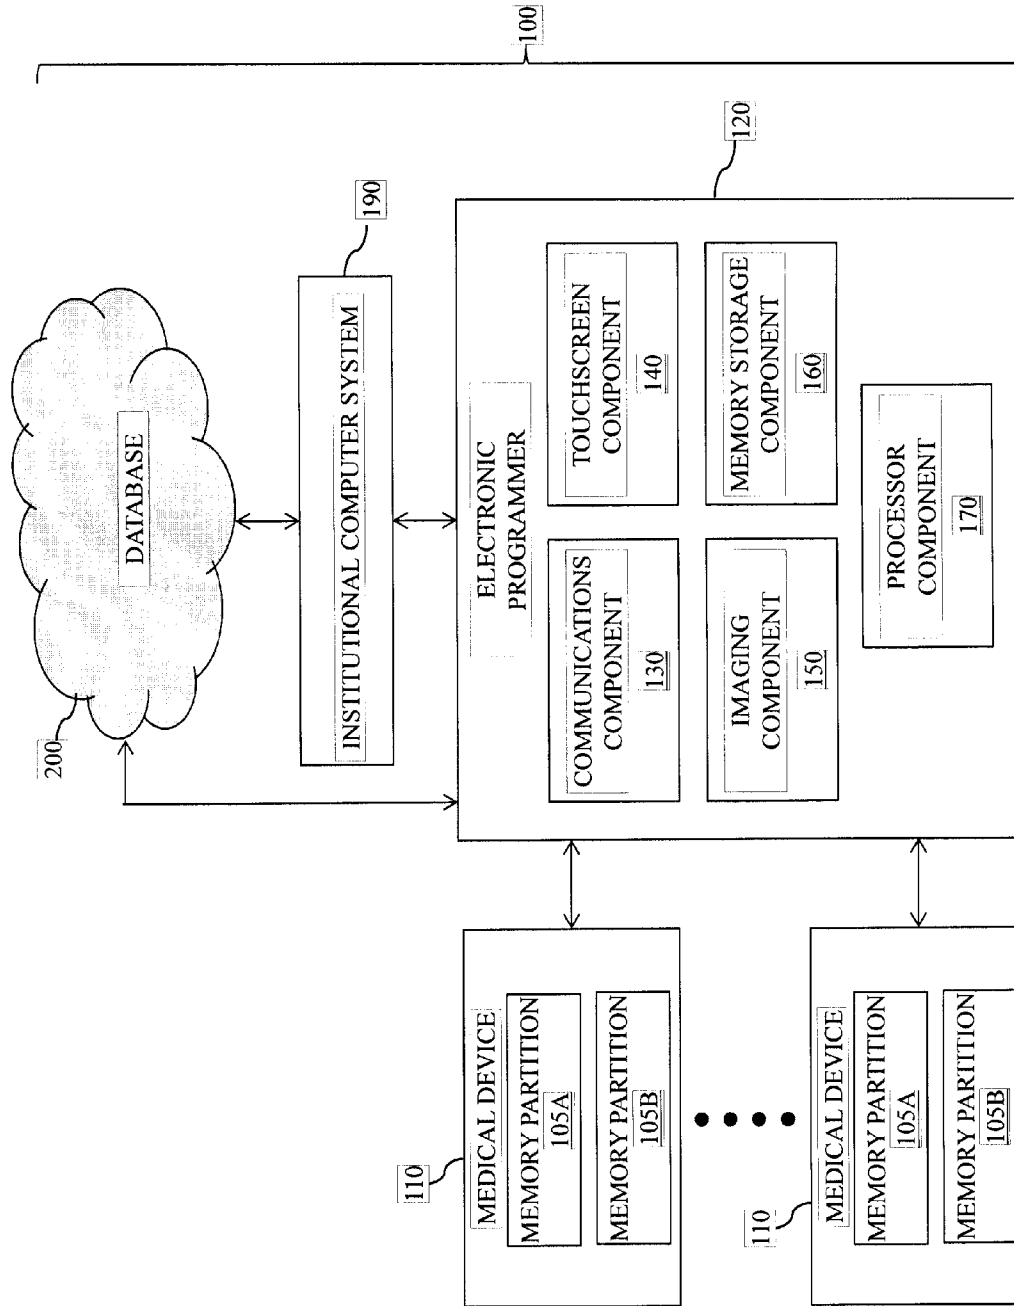 100
200
DATABASE
190
INSTITUTIONAL COMPUTER SYSTEM
120
ELECTRONIC
PROGRAMMER
COMMUNICATIONS
COMPONENT
130
TOUCHSCREEN
COMPONENT
140
IMAGING
COMPONENT
150
MEMORY STORAGE
COMPONENT
160
PROCESSOR
COMPONENT
170
110
MEDICAL DEVICE
MEMORY PARTITION
105A
MEMORY PARTITION
105B
110
MEDICAL DEVICE
MEMORY PARTITION
105A
MEMORY PARTITION
105B